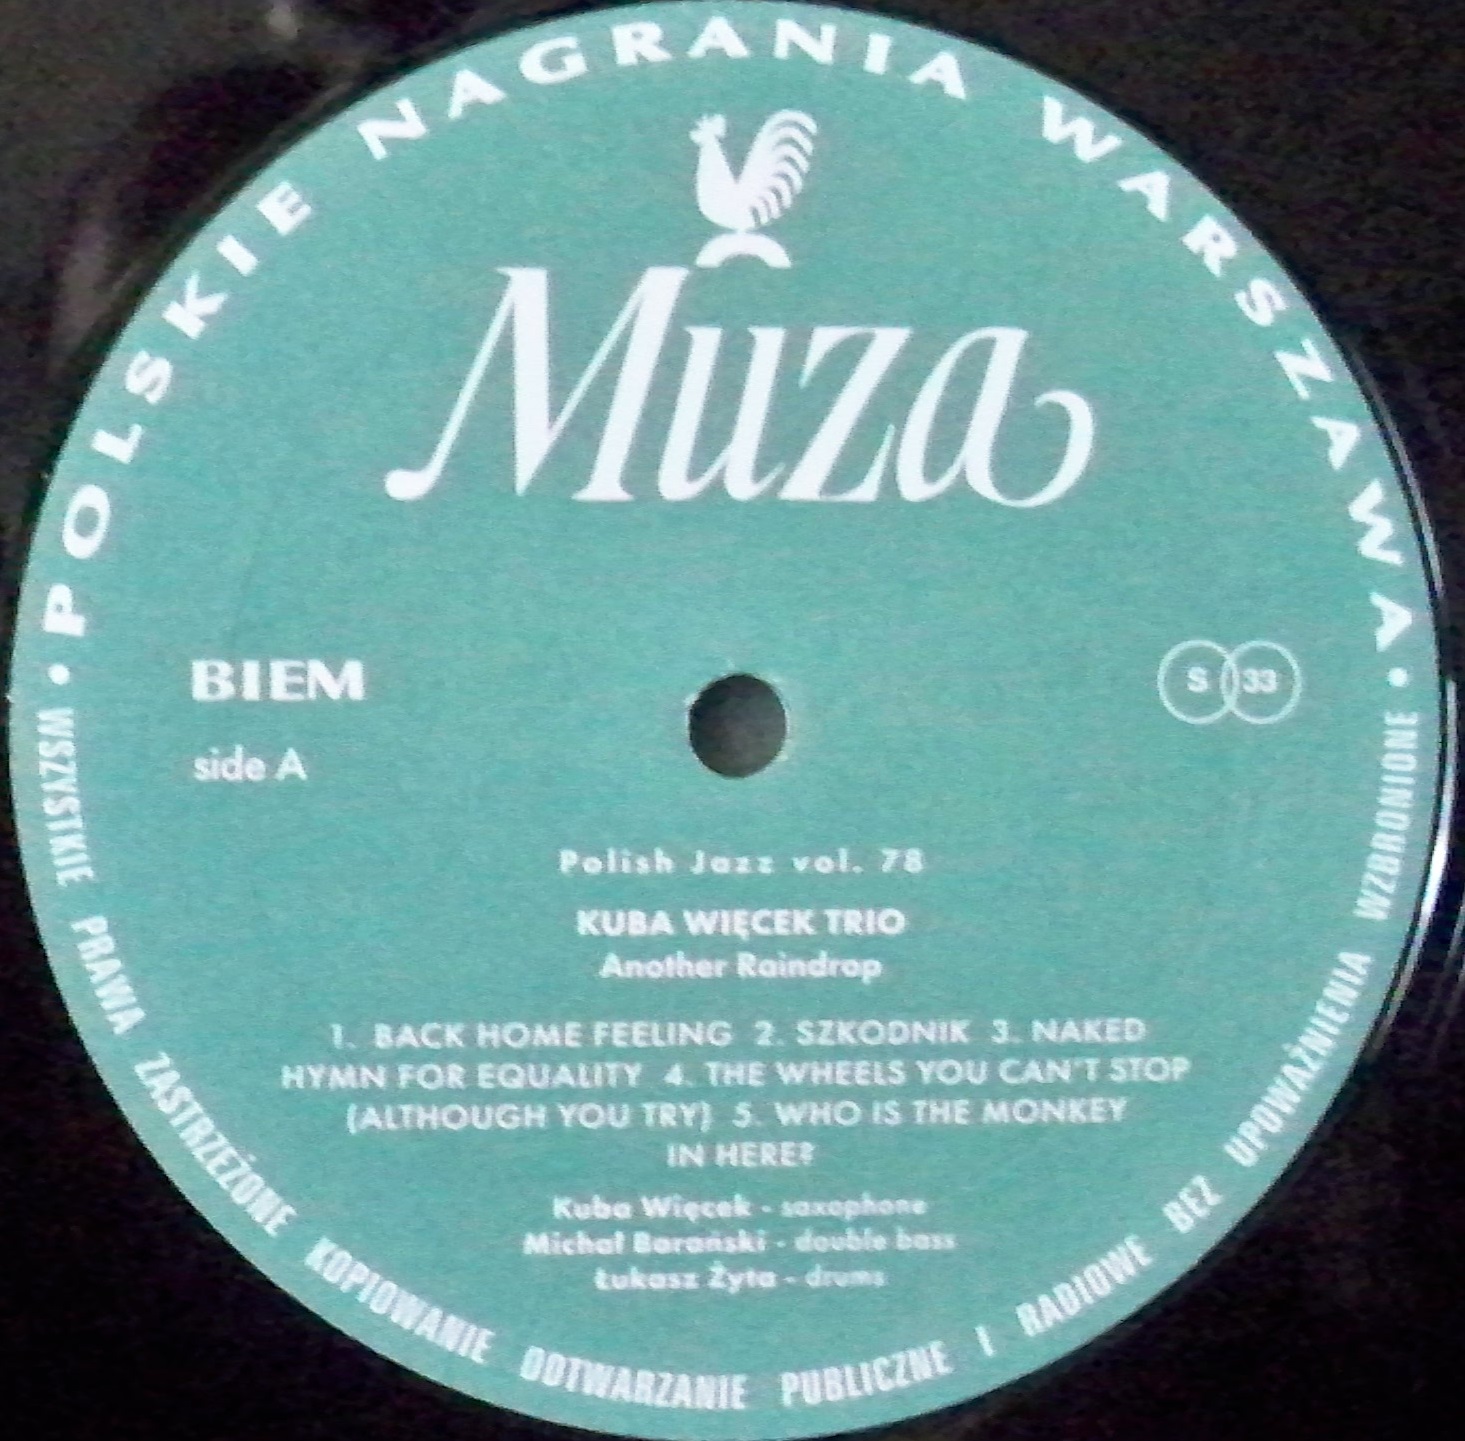 POLSKIE NAGRANIA WARSZAWA
Muza
BIEM
S 33
side A
Polish Jazz vol. 78
KUBA WIĘCEK TRIO
Another Raindrop
1. BACK HOME FEELING 2. SZKODNIK 3. NAKED
HYMN FOR EQUALITY 4. THE WHEELS YOU CAN'T STOP
(ALTHOUGH YOU TRY) 5. WHO IS THE MONKEY
IN HERE?
Kuba Więcek - saxophone
Michał Barański - double bass
Łukasz Żyta - drums
• WSZYSTKIE PRAWA ZASTRZEŻONE KOPIOWANIE ODTWARZANIE PUBLICZNE I RADIOWE BEZ UPOWAŻNIENIA WZBRONIONE •